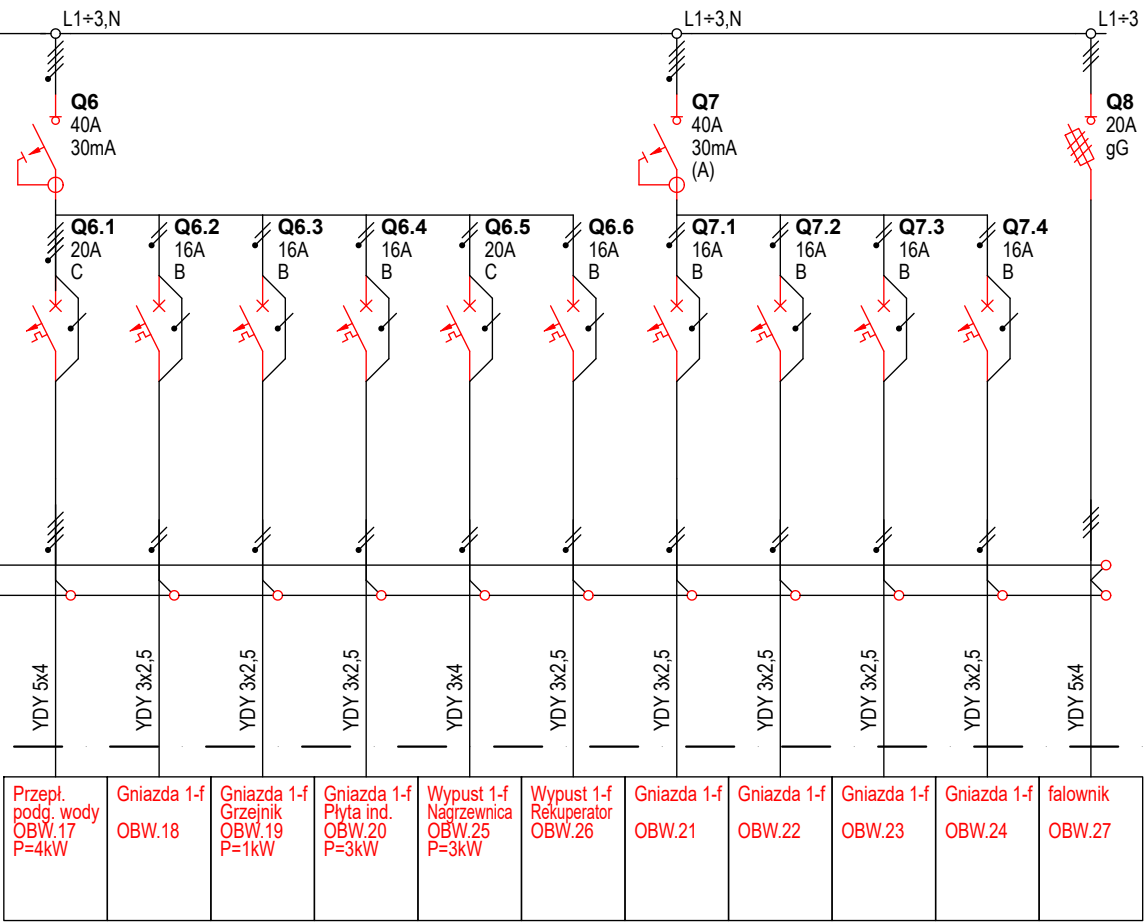 L1÷3,N
L1÷3,N
L1÷3
Q6
40A
30mA
Q7
40A
30mA
(A)
Q8
20A
gG
Q6.1
20A
C
Q6.2
16A
B
Q6.3
16A
B
Q6.4
16A
B
Q6.5
20A
C
Q6.6
16A
B
Q7.1
16A
B
Q7.2
16A
B
Q7.3
16A
B
Q7.4
16A
B
YDY 5x4
YDY 3x2,5
YDY 3x2,5
YDY 3x2,5
YDY 3x4
YDY 3x2,5
YDY 3x2,5
YDY 3x2,5
YDY 3x2,5
YDY 3x2,5
YDY 5x4
Przepł.
podg. wody
OBW.17
P=4kW
Gniazda 1-f
OBW.18
Gniazda 1-f
Grzejnik
OBW.19
P=1kW
Gniazda 1-f
Płyta ind.
OBW.20
P=3kW
Wypust 1-f
Nagrzewnica
OBW.25
P=3kW
Wypust 1-f
Rekuperator
OBW.26
Gniazda 1-f
OBW.21
Gniazda 1-f
OBW.22
Gniazda 1-f
OBW.23
Gniazda 1-f
OBW.24
falownik
OBW.27